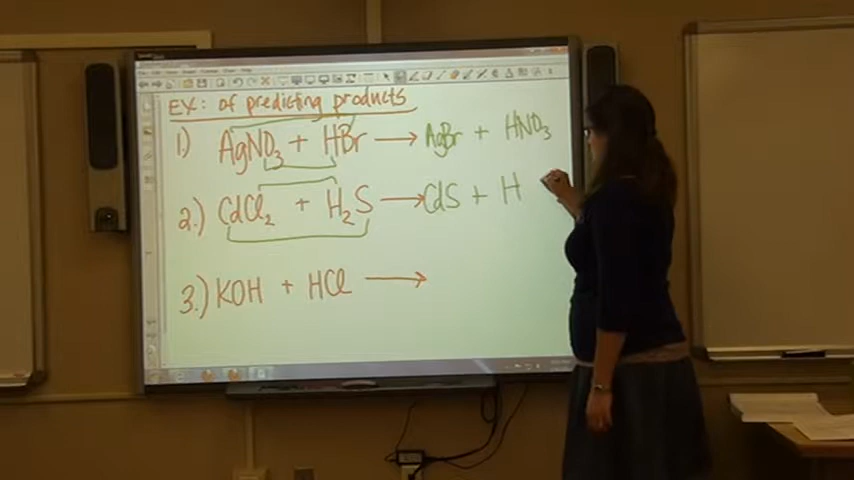 EX: of predicting products
1.) AgNO₃ + HBr → AgBr + HNO₃
2.) CdCl₂ + H₂S → CdS + H
3.) KOH + HCl →